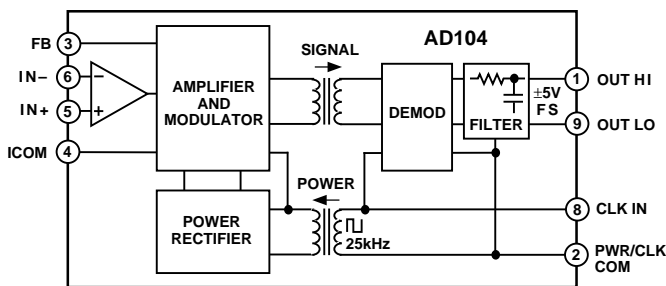 AD104
FB 3
IN– 6
IN+ 5
ICOM 4
–
+
AMPLIFIER
AND
MODULATOR
SIGNAL
DEMOD
±5V
FS
FILTER
1 OUT HI
9 OUT LO
POWER
RECTIFIER
POWER
25kHz
8 CLK IN
2 PWR/CLK
COM